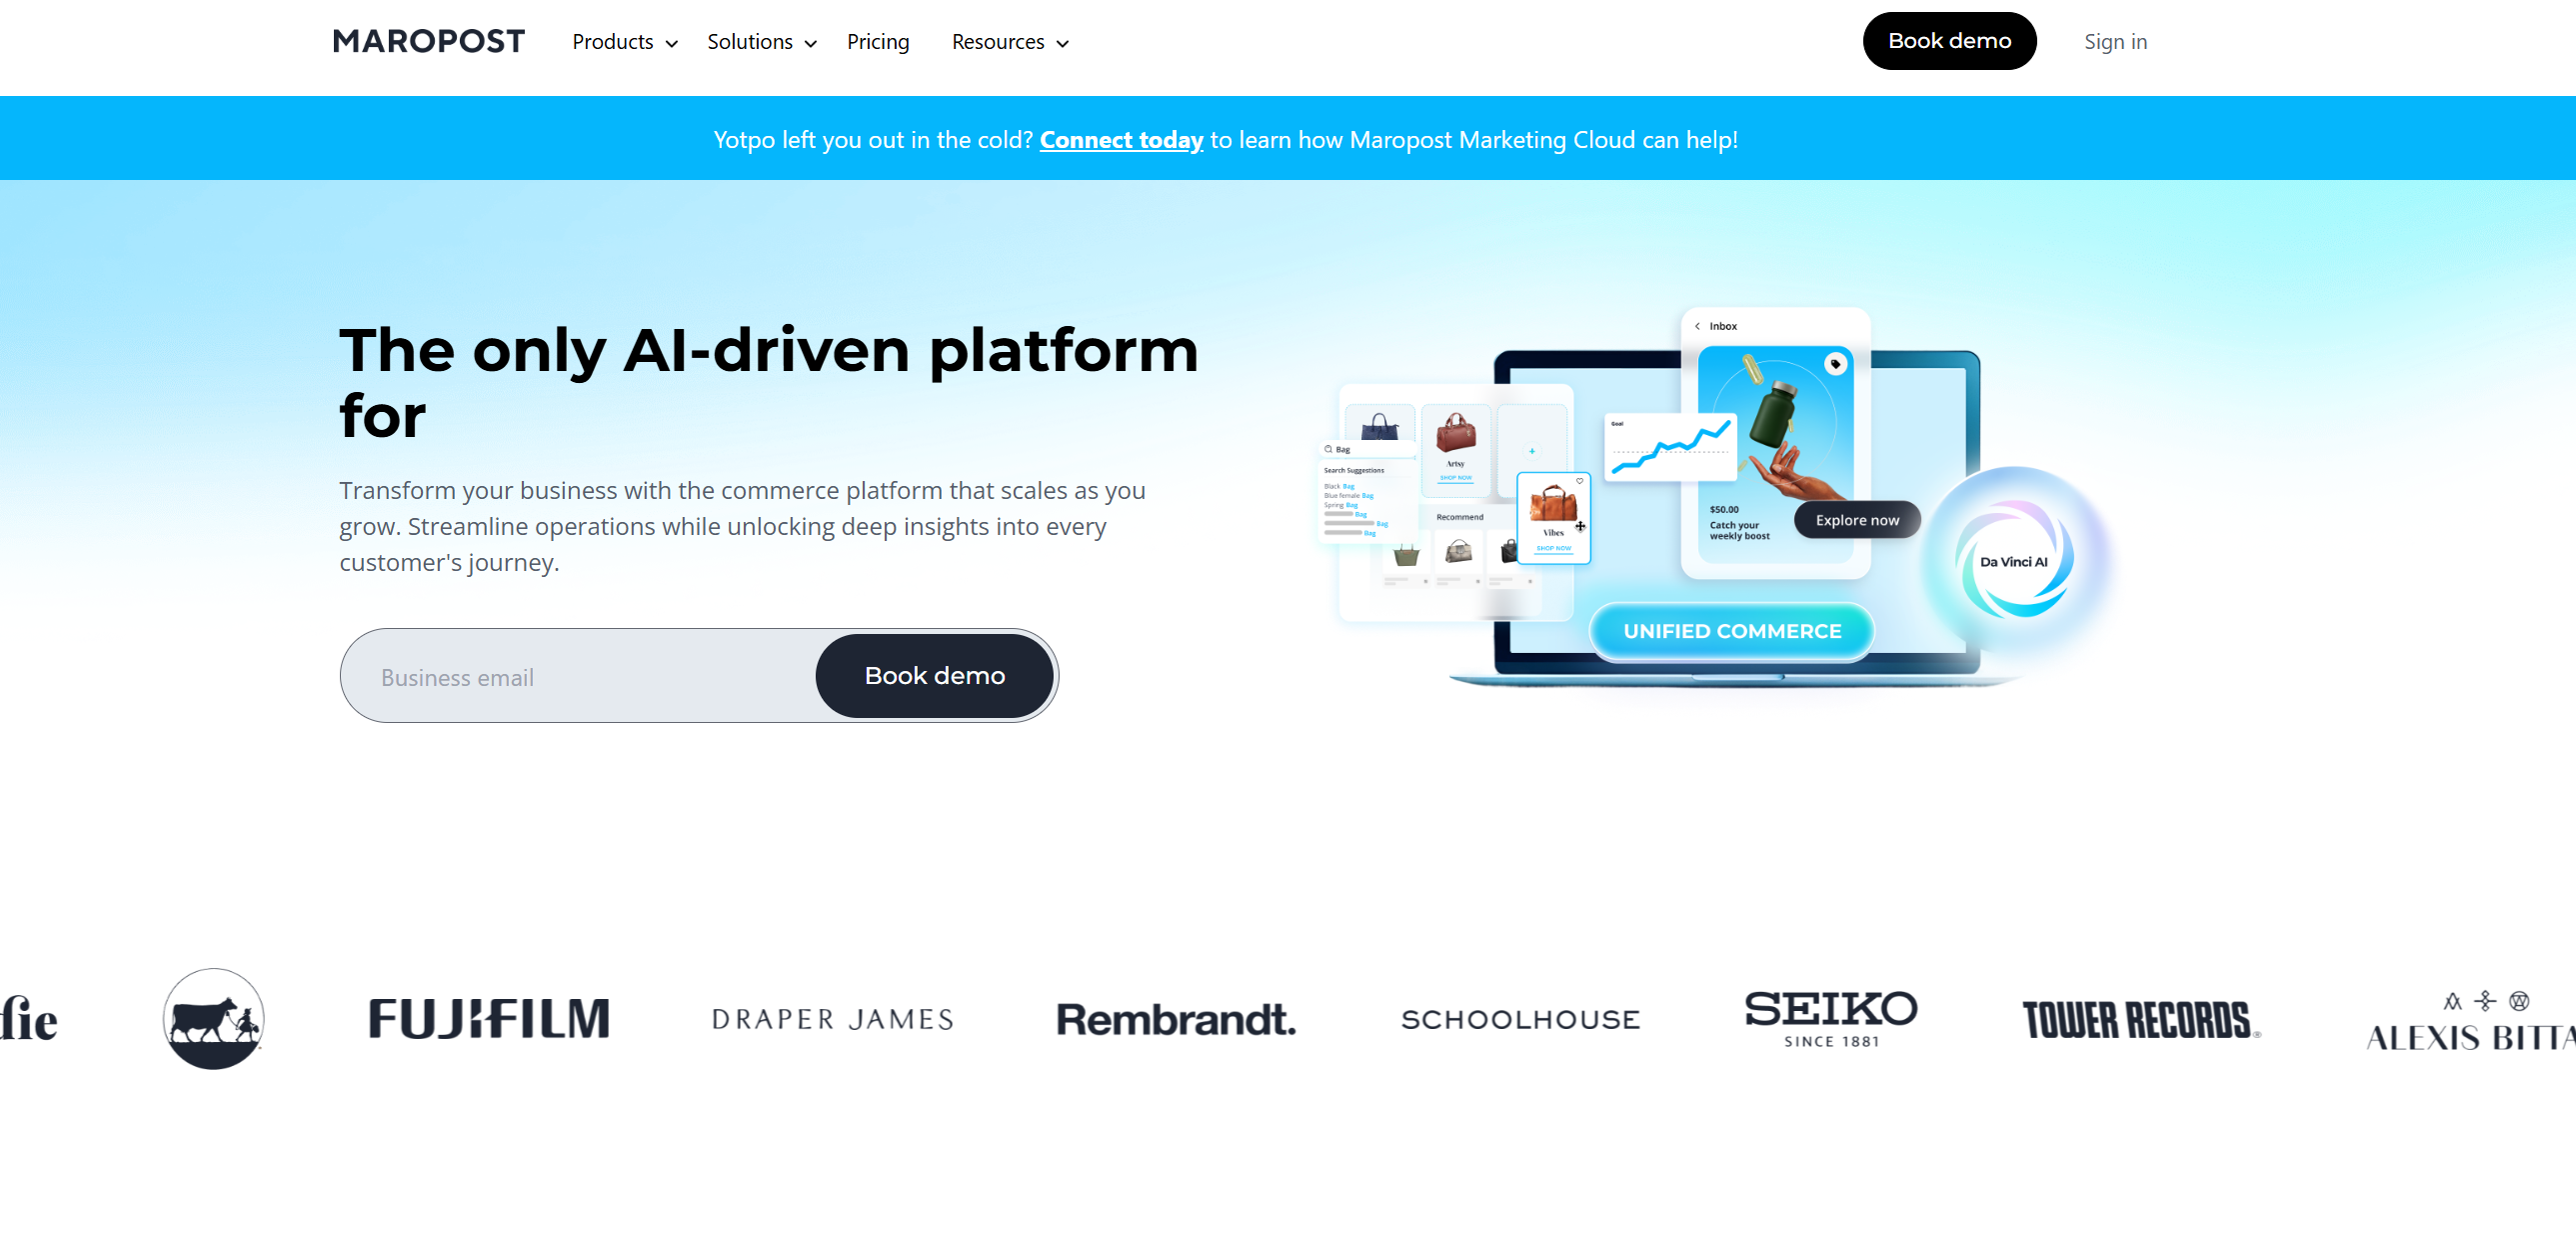 MAROPOST
Products
Solutions
Pricing
Resources
Book demo
Sign in
Yotpo left you out in the cold? Connect today to learn how Maropost Marketing Cloud can help!
The only AI-driven platform
for
Transform your business with the commerce platform that scales as you
grow. Streamline operations while unlocking deep insights into every
customer's journey.
Business email
Book demo
Inbox
Goal
Bag
Search Suggestions
Black Bag
Blue female Bag
Spring Bag
Bag
Bag
Bag
Artsy
SHOP NOW
Recommend
Vibes
SHOP NOW
$50.00
Catch your
weekly boost
Explore now
Da Vinci AI
UNIFIED COMMERCE
FUJIFILM
DRAPER JAMES
Rembrandt.
SCHOOLHOUSE
SEIKO
SINCE 1881
TOWER RECORDS®
ALEXIS BITTA